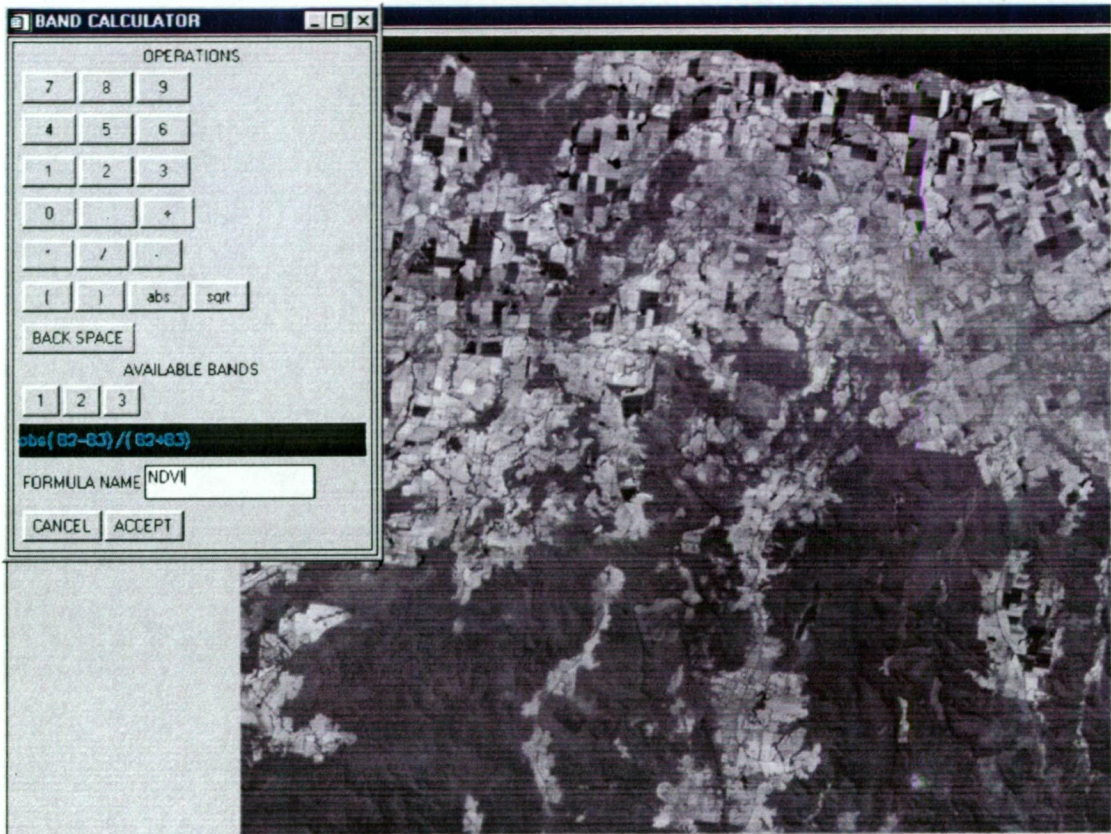 BAND CALCULATOR
OPERATIONS
7 8 9
4 5 6
1 2 3
0 . +
* / -
( ) abs sqrt
BACK SPACE
AVAILABLE BANDS
1 2 3
abs(B2-B3)/(B2+B3)
FORMULA NAME NDVI
CANCEL ACCEPT